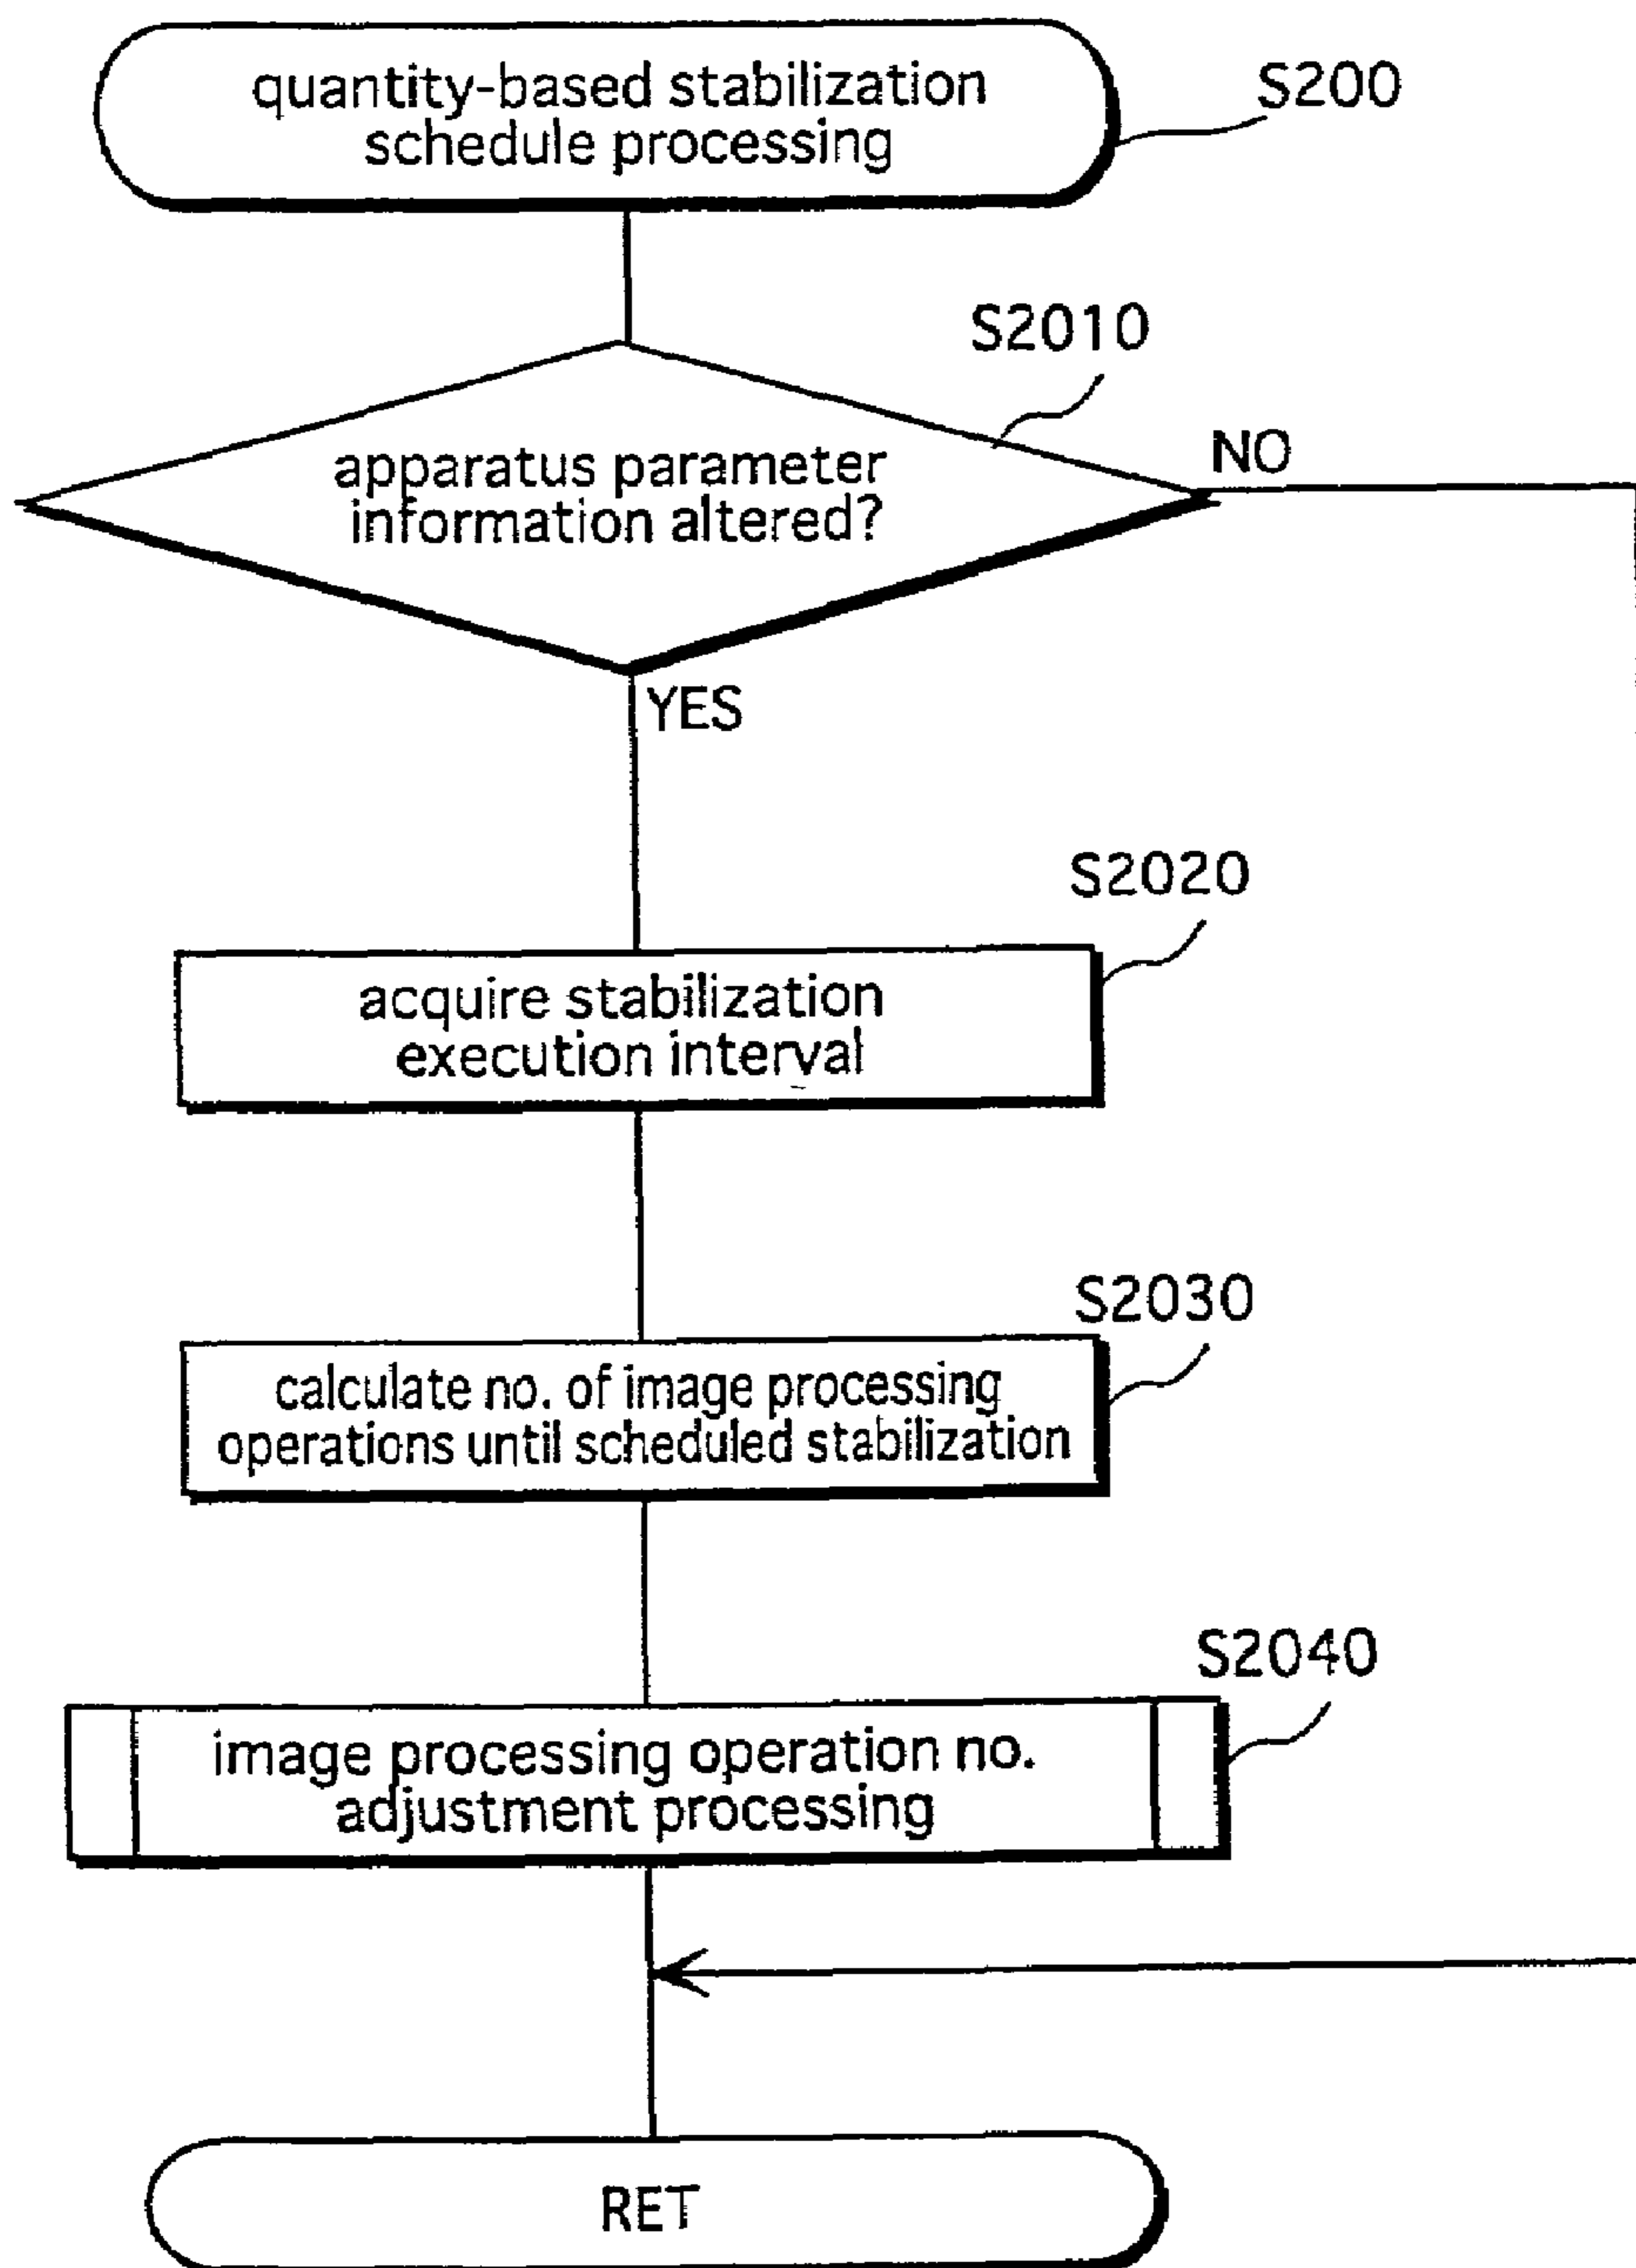 quantity-based stabilization
schedule processing
S200
S2010
apparatus parameter
information altered?
NO
YES
S2020
acquire stabilization
execution interval
S2030
calculate no. of image processing
operations until scheduled stabilization
S2040
image processing operation no.
adjustment processing
RET